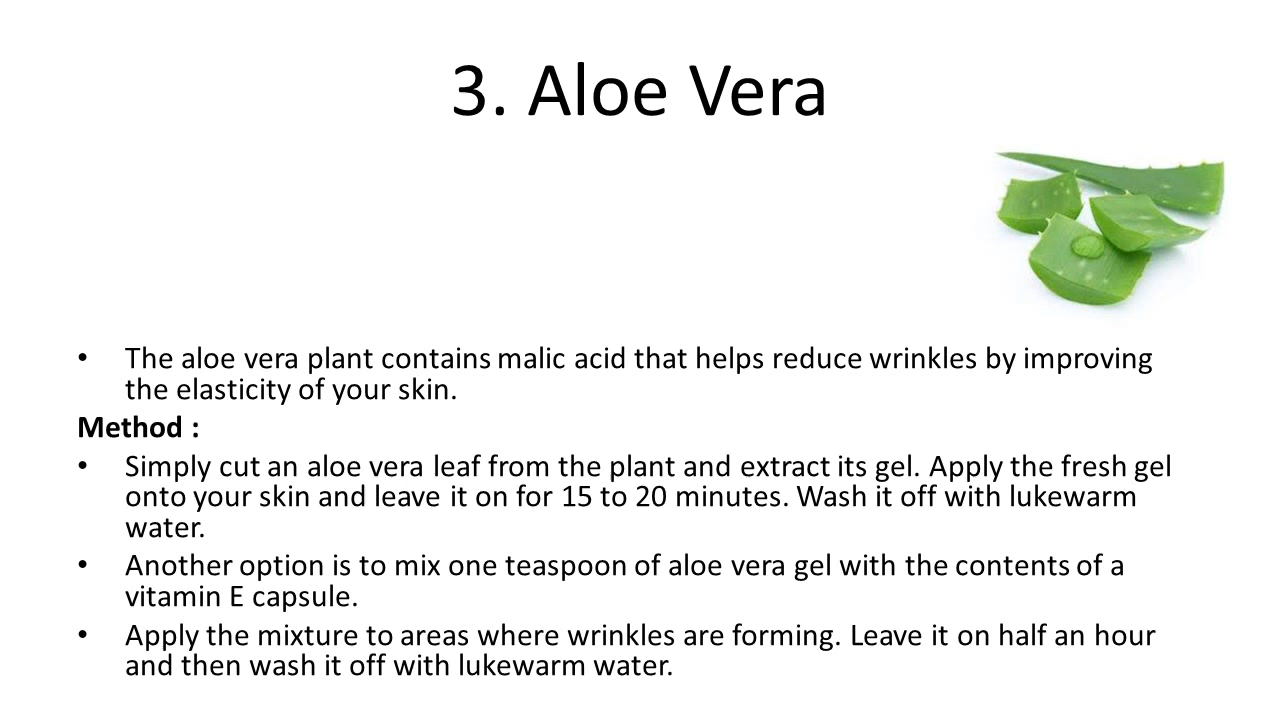 3. Aloe Vera
• The aloe vera plant contains malic acid that helps reduce wrinkles by improving
the elasticity of your skin.
Method :
• Simply cut an aloe vera leaf from the plant and extract its gel. Apply the fresh gel
onto your skin and leave it on for 15 to 20 minutes. Wash it off with lukewarm
water.
• Another option is to mix one teaspoon of aloe vera gel with the contents of a
vitamin E capsule.
• Apply the mixture to areas where wrinkles are forming. Leave it on half an hour
and then wash it off with lukewarm water.